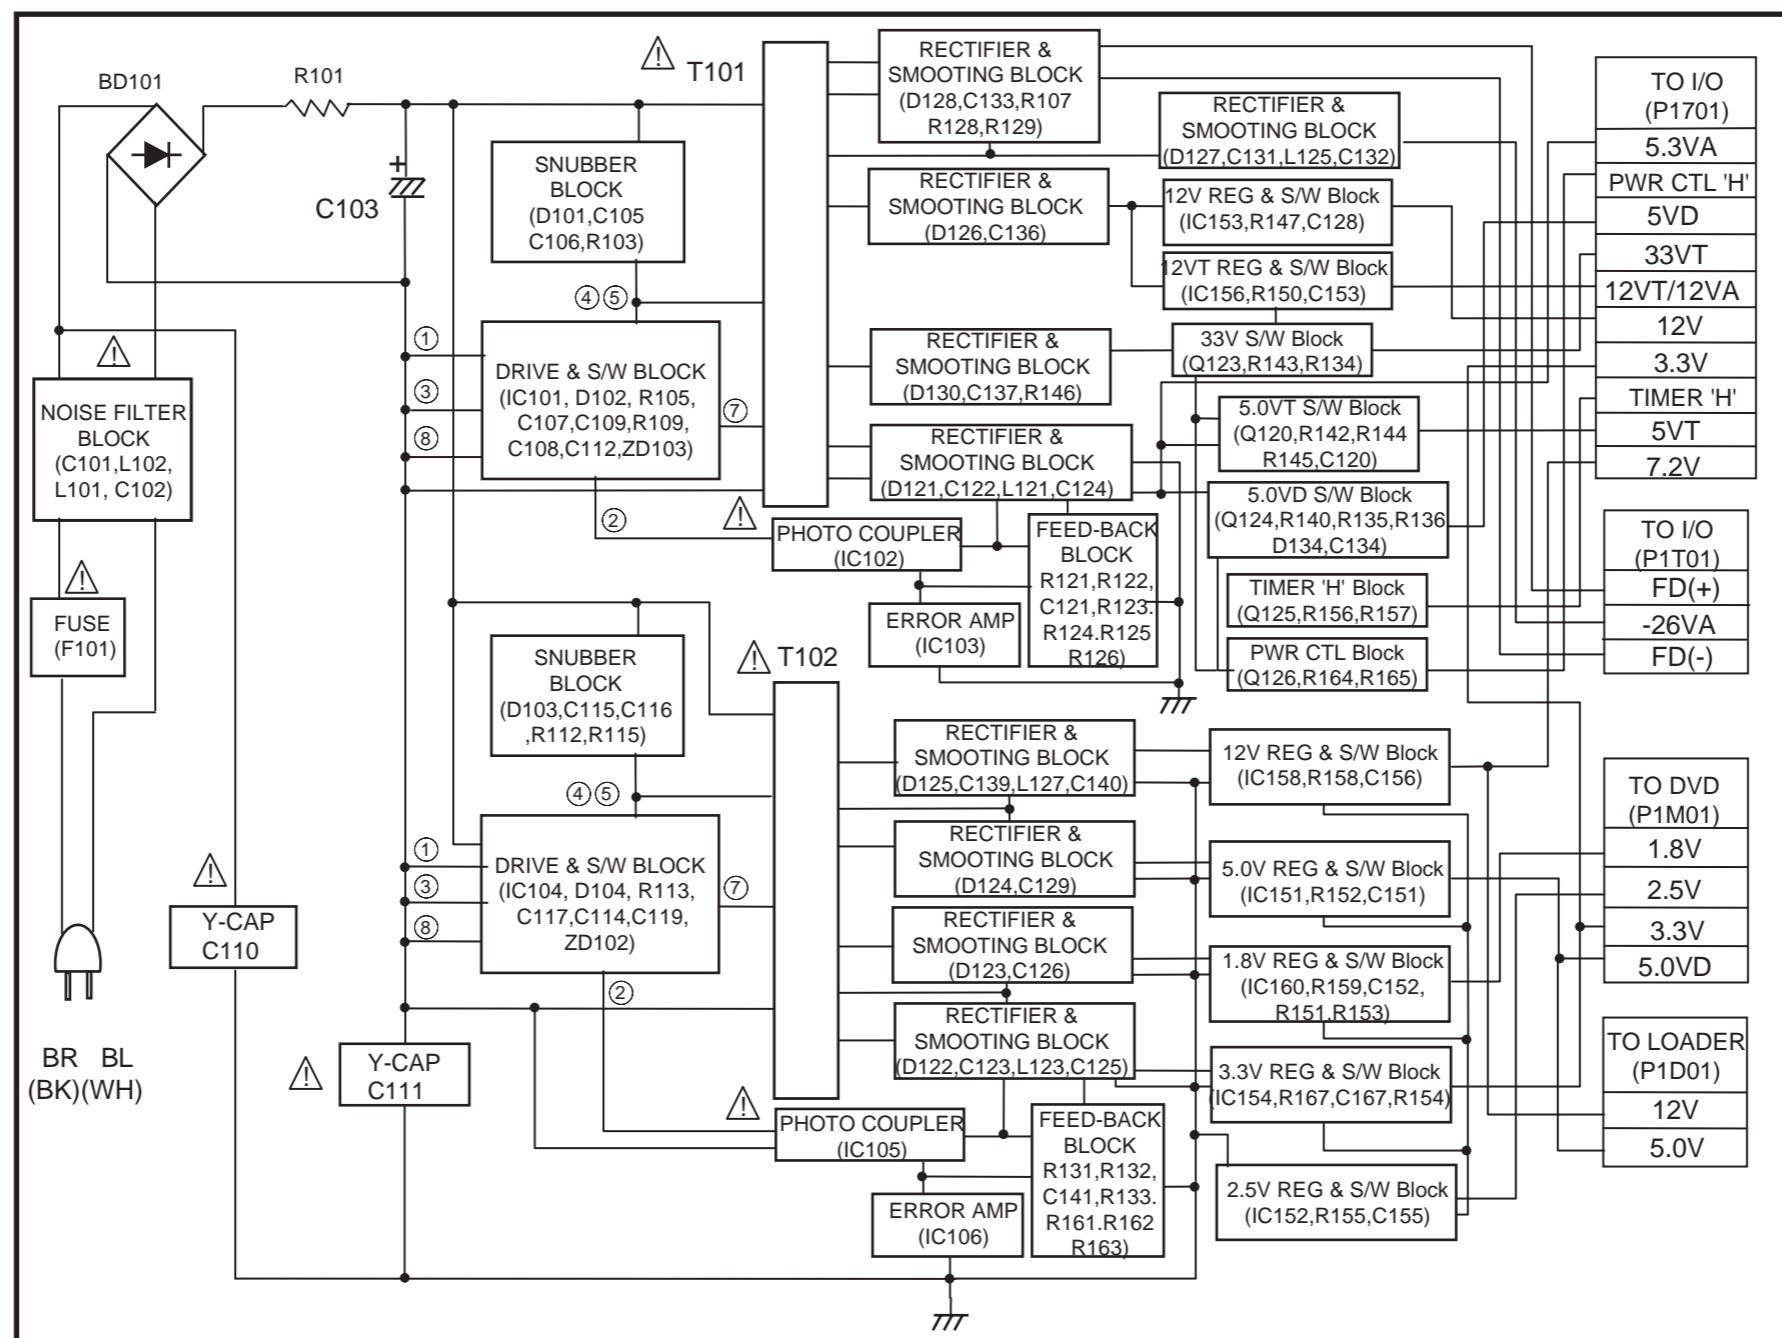 BD101
R101
C103
T101
SNUBBER
BLOCK
(D101,C105
C106,R103)
④⑤
①
③
⑧
⑦
②
DRIVE & S/W BLOCK
(IC101, D102, R105,
C107,C109,R109,
C108,C112,ZD103)
NOISE FILTER
BLOCK
(C101,L102,
L101, C102)
FUSE
(F101)
BR BL
(BK)(WH)
Y-CAP
C110
Y-CAP
C111
SNUBBER
BLOCK
(D103,C115,C116
,R112,R115)
④⑤
①
③
⑧
⑦
②
DRIVE & S/W BLOCK
(IC104, D104, R113,
C117,C114,C119,
ZD102)
T102
RECTIFIER &
SMOOTING BLOCK
(D128,C133,R107
R128,R129)
RECTIFIER &
SMOOTING BLOCK
(D127,C131,L125,C132)
RECTIFIER &
SMOOTING BLOCK
(D126,C136)
12V REG & S/W Block
(IC153,R147,C128)
12VT REG & S/W Block
(IC156,R150,C153)
RECTIFIER &
SMOOTING BLOCK
(D130,C137,R146)
33V S/W Block
(Q123,R143,R134)
5.0VT S/W Block
(Q120,R142,R144
R145,C120)
RECTIFIER &
SMOOTING BLOCK
(D121,C122,L121,C124)
5.0VD S/W Block
(Q124,R140,R135,R136
D134,C134)
PHOTO COUPLER
(IC102)
FEED-BACK
BLOCK
R121,R122,
C121,R123.
R124.R125
R126)
ERROR AMP
(IC103)
TIMER 'H' Block
(Q125,R156,R157)
PWR CTL Block
(Q126,R164,R165)
RECTIFIER &
SMOOTING BLOCK
(D125,C139,L127,C140)
12V REG & S/W Block
(IC158,R158,C156)
RECTIFIER &
SMOOTING BLOCK
(D124,C129)
5.0V REG & S/W Block
(IC151,R152,C151)
RECTIFIER &
SMOOTING BLOCK
(D123,C126)
1.8V REG & S/W Block
(IC160,R159,C152,
R151,R153)
RECTIFIER &
SMOOTING BLOCK
(D122,C123,L123,C125)
3.3V REG & S/W Block
(IC154,R167,C167,R154)
PHOTO COUPLER
(IC105)
FEED-BACK
BLOCK
R131,R132,
C141,R133.
R161.R162
R163)
ERROR AMP
(IC106)
2.5V REG & S/W Block
(IC152,R155,C155)
TO I/O
(P1701)
5.3VA
PWR CTL 'H'
5VD
33VT
12VT/12VA
12V
3.3V
TIMER 'H'
5VT
7.2V
TO I/O
(P1T01)
FD(+)
-26VA
FD(-)
TO DVD
(P1M01)
1.8V
2.5V
3.3V
5.0VD
TO LOADER
(P1D01)
12V
5.0V